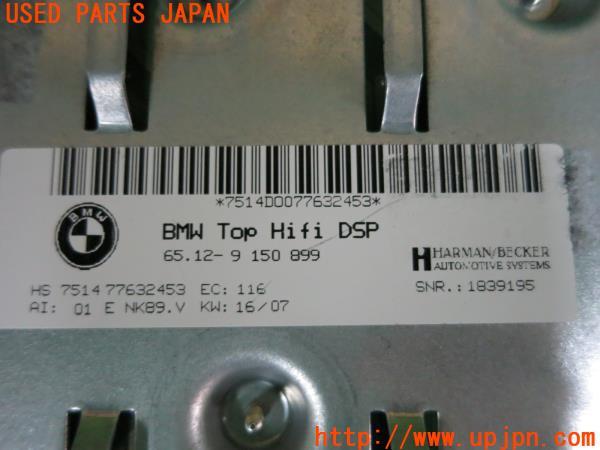 USED PARTS JAPAN
*7514D0077632453*
BMW
BMW Top Hifi DSP
65.12- 9 150 899
HARMAN/BECKER
AUTOMOTIVE SYSTEMS
HS 7514 77632453 EC: 116
SNR.: 1839195
AI: 01 E NK89.V KW: 16/07
http://www.upjpn.com